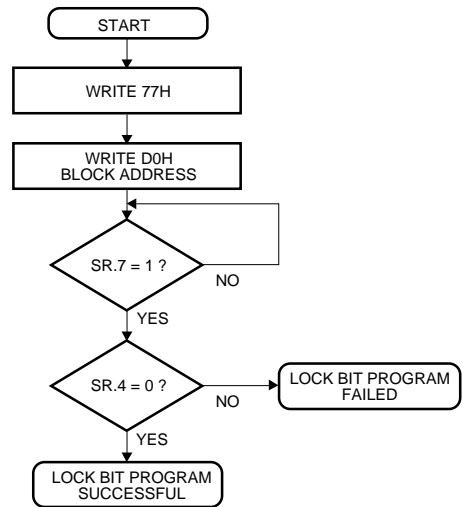 START
WRITE 77H
WRITE D0H
BLOCK ADDRESS
SR.7 = 1 ?
NO
YES
SR.4 = 0 ?
NO
LOCK BIT PROGRAM
FAILED
YES
LOCK BIT PROGRAM
SUCCESSFUL